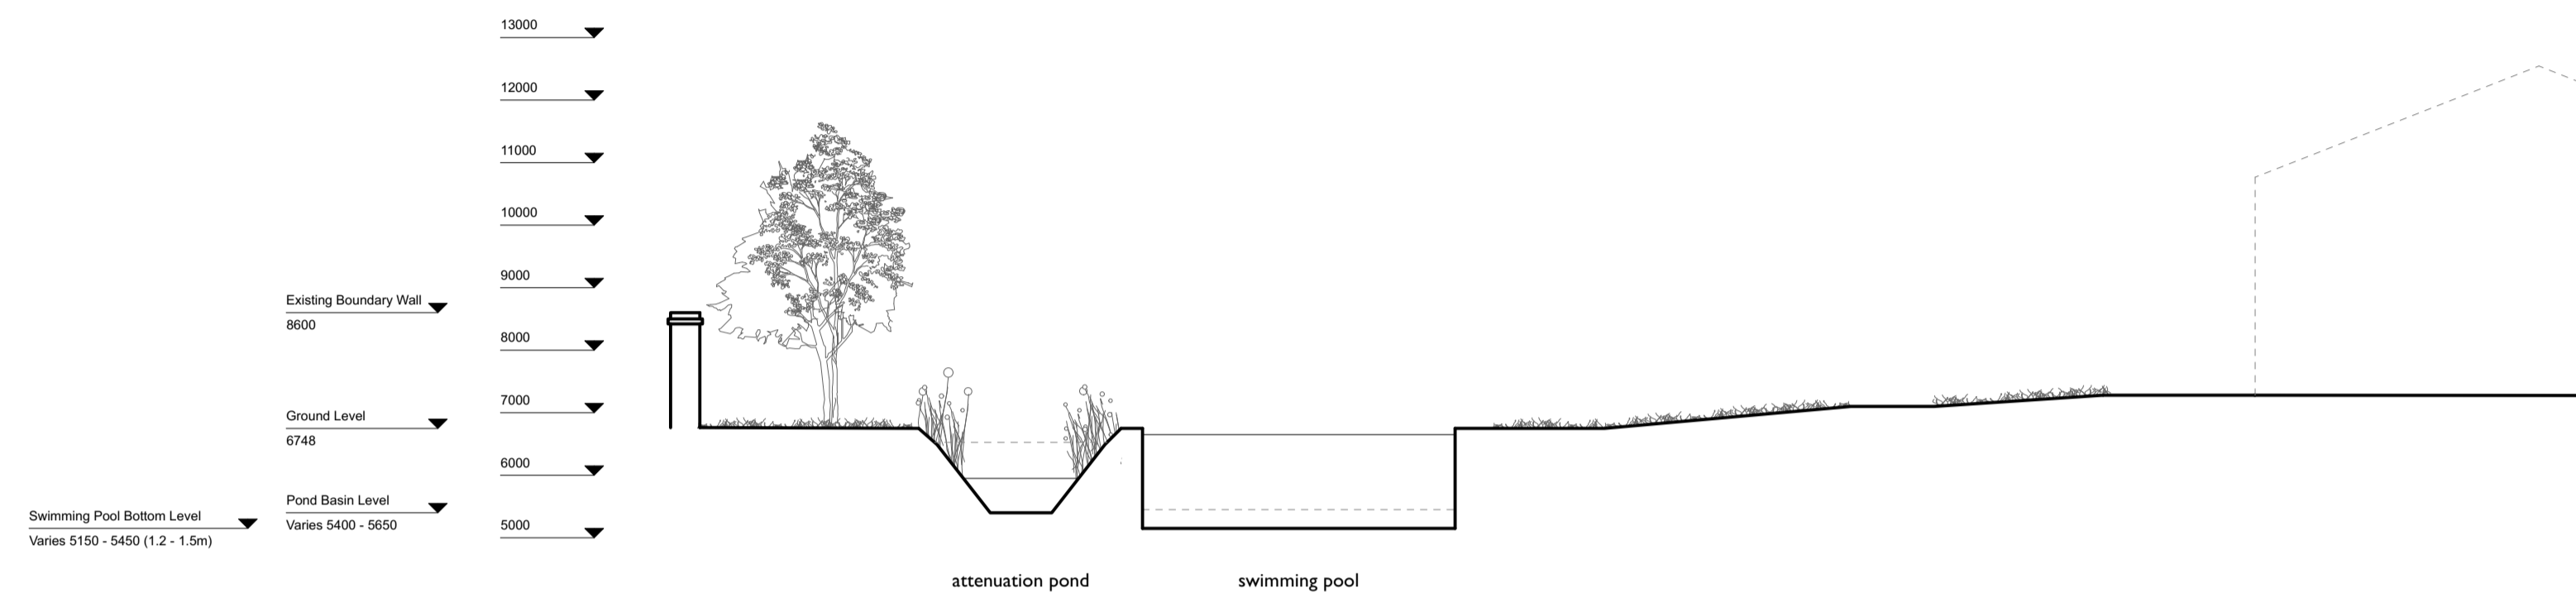 13000
12000
11000
10000
9000
Existing Boundary Wall
8600
8000
7000
Ground Level
6748
6000
Pond Basin Level
Varies 5400 - 5650
Swimming Pool Bottom Level
Varies 5150 - 5450 (1.2 - 1.5m)
5000
attenuation pond
swimming pool